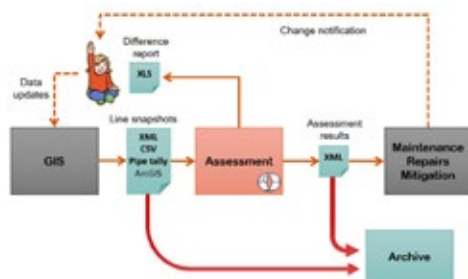 Change notification
Difference
report
XLS
Data
updates
Line snapshots
XML
CSV
Pipe tally
ArcGIS
GIS
Assessment
Assessment
results
XML
Maintenance
Repairs
Mitigation
Archive